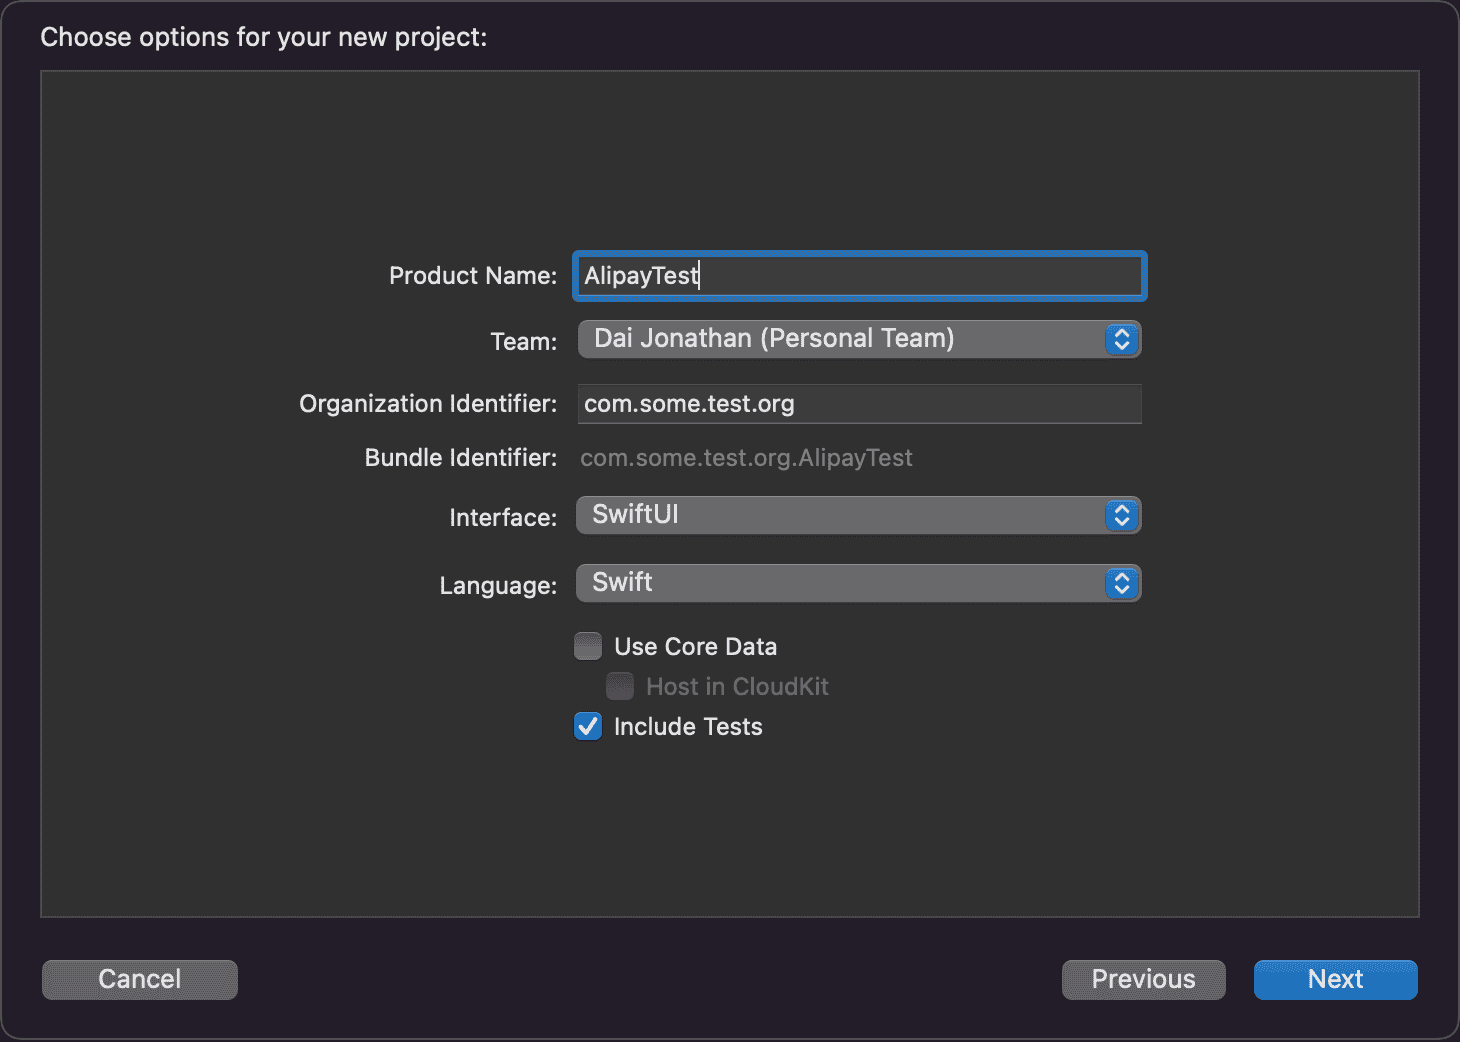 Choose options for your new project:
Product Name: AlipayTest
Team: Dai Jonathan (Personal Team)
Organization Identifier: com.some.test.org
Bundle Identifier: com.some.test.org.AlipayTest
Interface: SwiftUI
Language: Swift
Use Core Data
Host in CloudKit
Include Tests
Cancel Previous Next